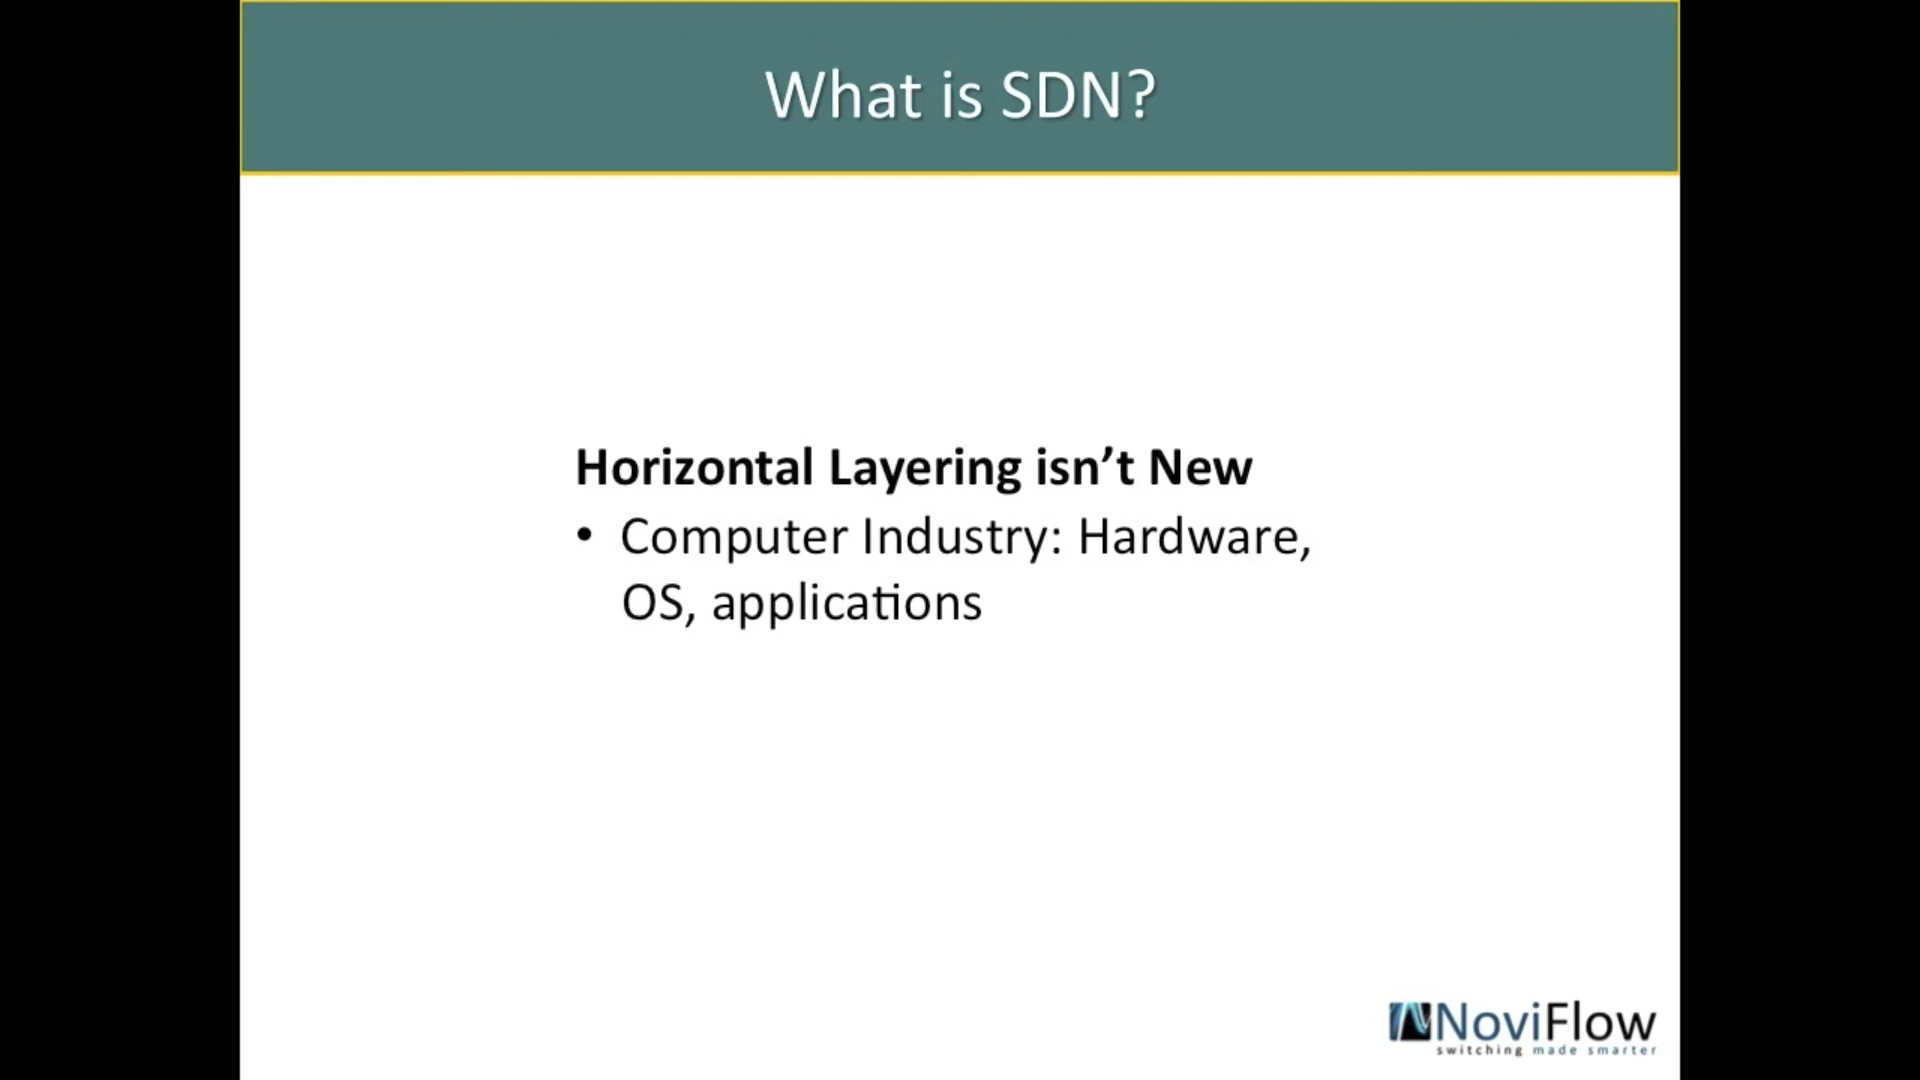 What is SDN?
Horizontal Layering isn’t New
• Computer Industry: Hardware,
OS, applications
NoviFlow
switching made smarter